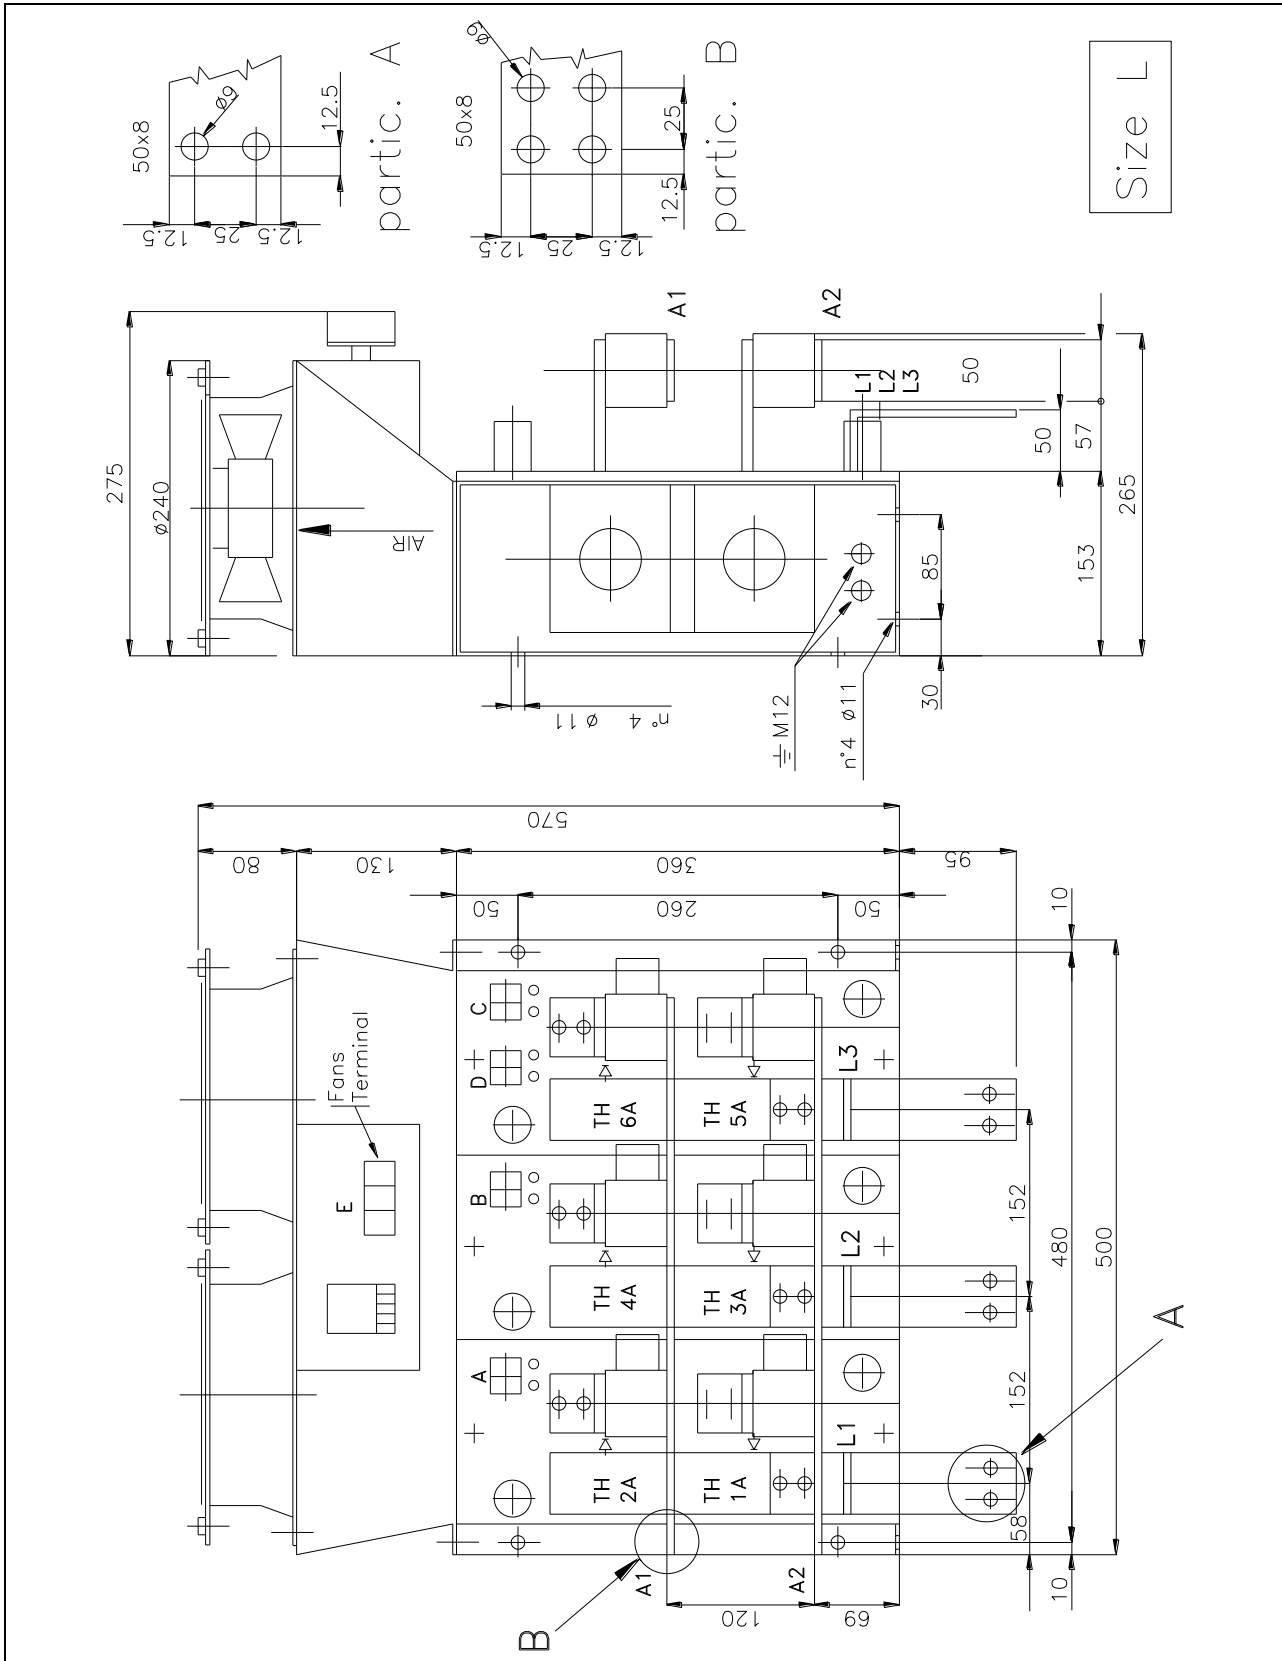 50x8
ø9
12.5
12.5
25
12.5
partic. A
ø9
50x8
25
12.5
12.5
25
12.5
partic. B
Size L
275
ø240
AIR
A1
A2
L1
L2
L3
50
50
57
265
153
85
30
n°4 ø11
M12
n°4 ø11
570
80
130
360
95
50
260
50
10
Fans
Terminal
E
C
D
B
A
TH
6A
TH
5A
L3
TH
4A
TH
3A
L2
TH
2A
TH
1A
L1
152
480
500
152
58
10
A
B
A1
A2
120
69